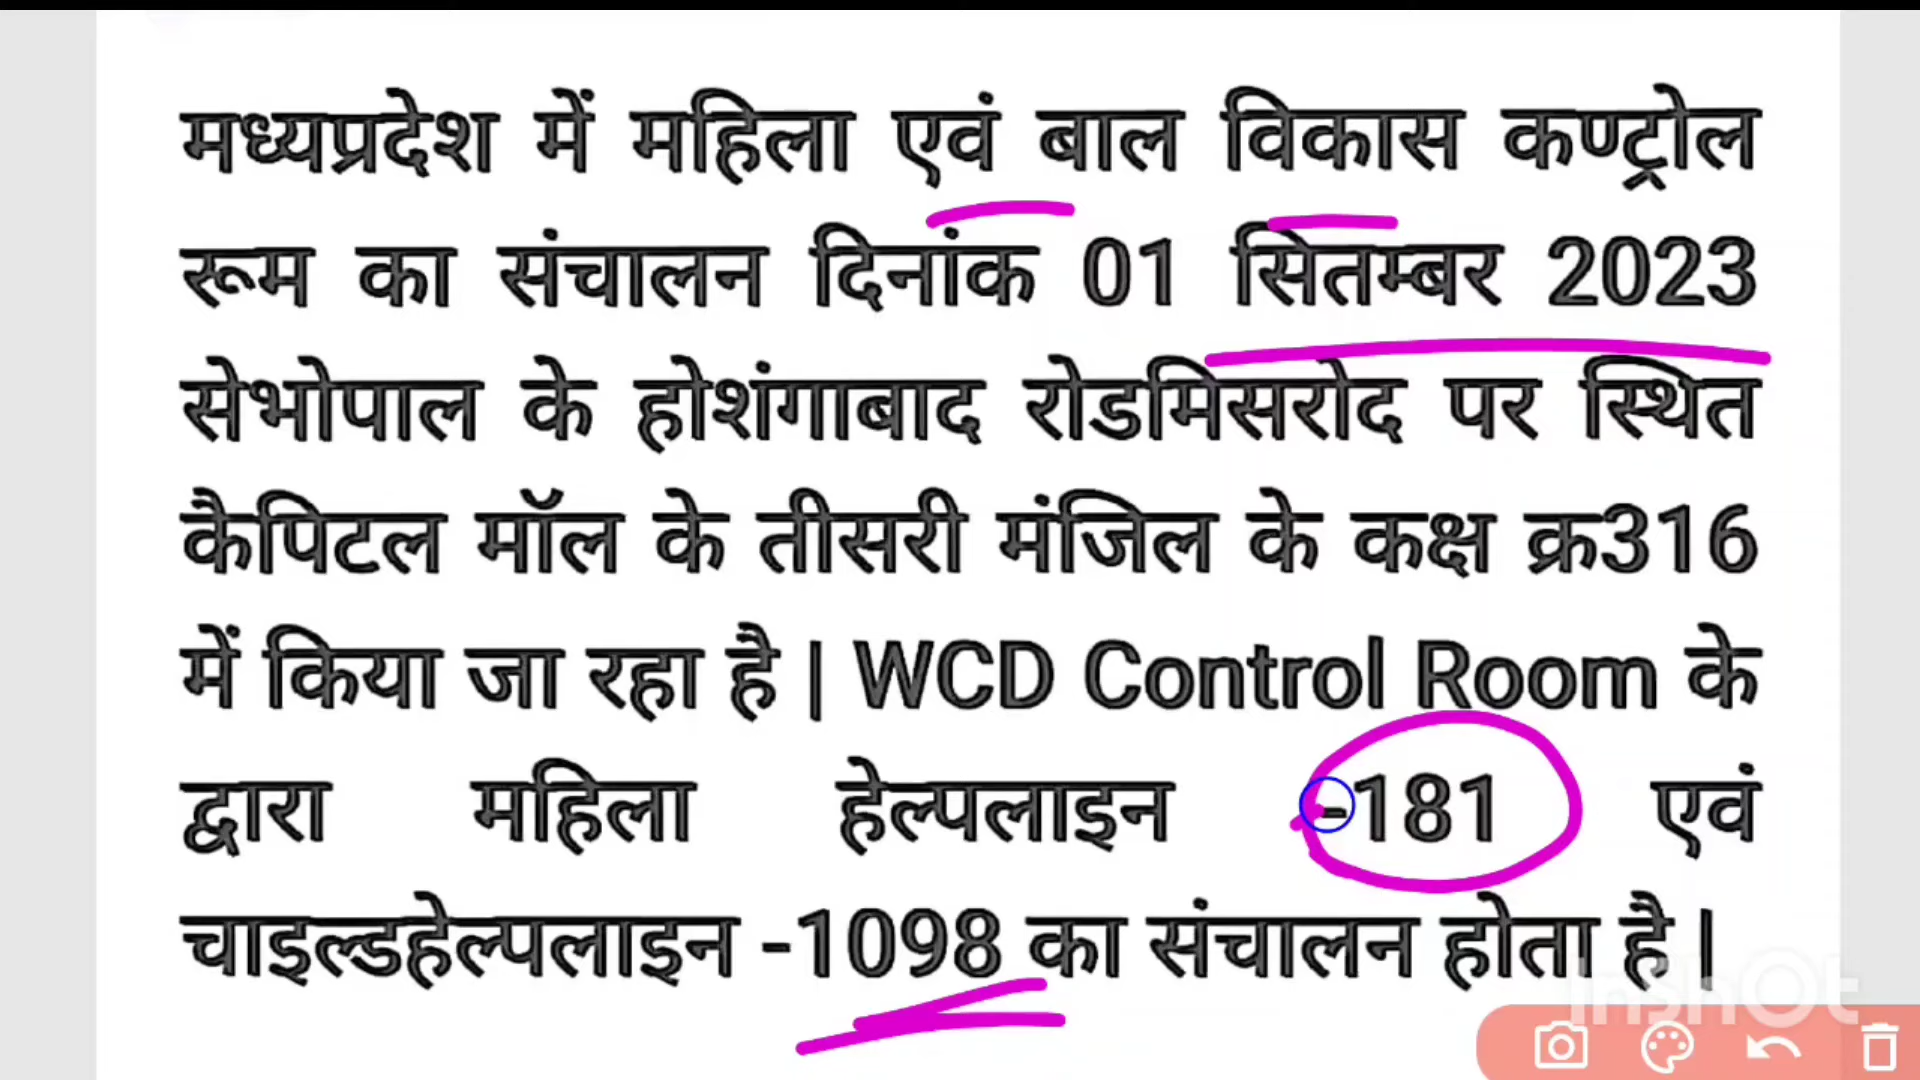 मध्यप्रदेश में महिला एवं बाल विकास कण्ट्रोल
रूम का संचालन दिनांक 01 सितम्बर 2023
सेभोपाल के होशंगाबाद रोडमिसरोद पर स्थित
कैपिटल मॉल के तीसरी मंजिल के कक्ष क्र316
में किया जा रहा है | WCD Control Room के
द्वारा महिला हेल्पलाइन -181 एवं
चाइल्डहेल्पलाइन -1098 का संचालन होता है |
InShOt